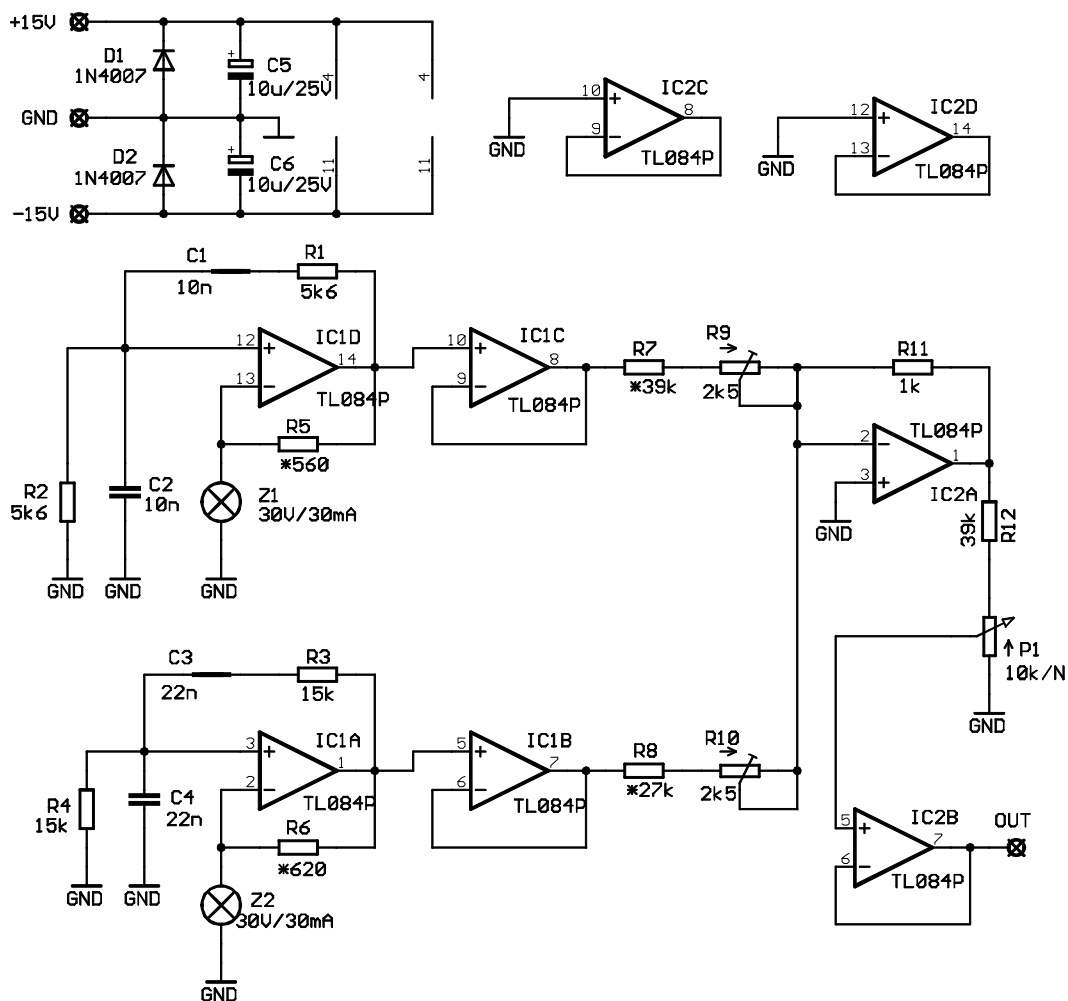 +15V
D1
1N4007
+
C5
10u/25V
4
4
GND
D2
1N4007
+
C6
10u/25V
11
11
-15V
10
+
IC2C
8
9
-
GND
TL084P
12
+
IC2D
14
13
-
GND
TL084P
C1
10n
R1
5k6
12
+
IC1D
14
13
-
TL084P
R5
*560
R2
5k6
C2
10n
Z1
30V/30mA
GND
GND
GND
10
+
IC1C
8
9
-
TL084P
R7
*39k
R9
2k5
R11
1k
TL084P
2
-
1
3
+
IC2A
GND
39k
R12
P1
10k/N
GND
C3
22n
R3
15k
3
+
IC1A
1
2
-
TL084P
R6
*620
R4
15k
C4
22n
Z2
30V/30mA
GND
GND
GND
5
+
IC1B
7
6
-
TL084P
R8
*27k
R10
2k5
5
+
IC2B
7
6
-
TL084P
OUT